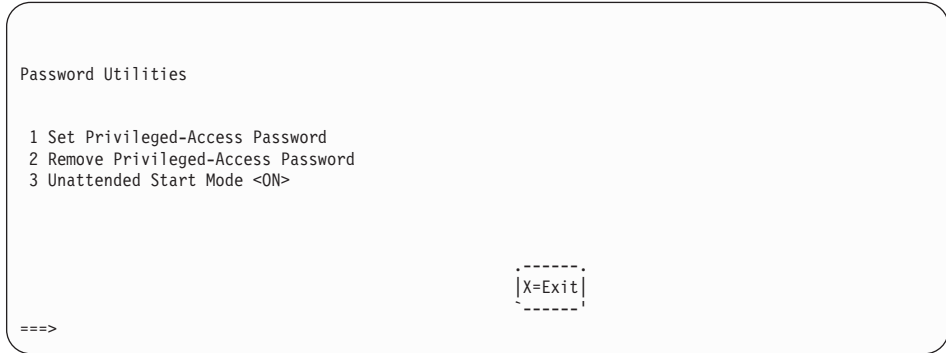 Password Utilities
1 Set Privileged-Access Password
2 Remove Privileged-Access Password
3 Unattended Start Mode <ON>
X=Exit
===>